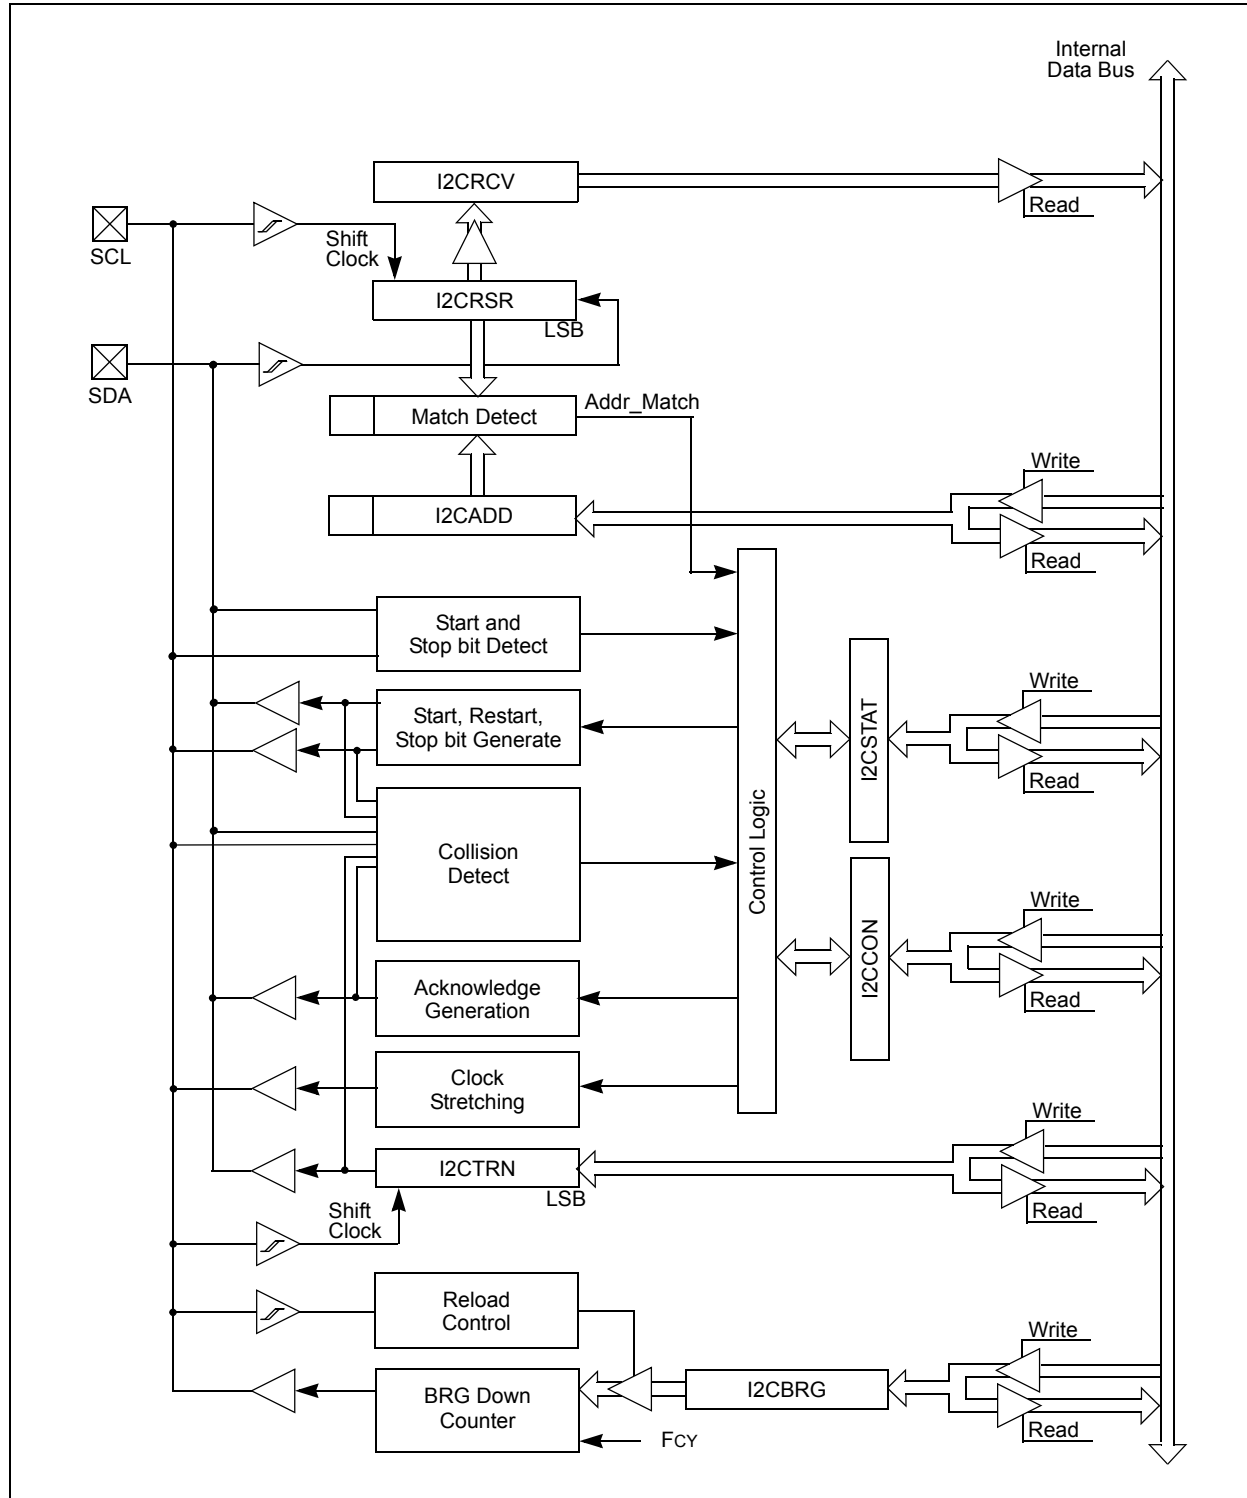 Internal
Data Bus
I2CRCV
Read
SCL
Shift
Clock
I2CRSR
LSB
SDA
Match Detect
Addr_Match
Write
I2CADD
Read
Start and
Stop bit Detect
Start, Restart,
Stop bit Generate
Write
I2CSTAT
Read
Control Logic
Collision
Detect
Write
I2CCON
Read
Acknowledge
Generation
Clock
Stretching
Write
I2CTRN
LSB
Read
Shift
Clock
Reload
Control
Write
I2CBRG
BRG Down
Counter
Read
FCY